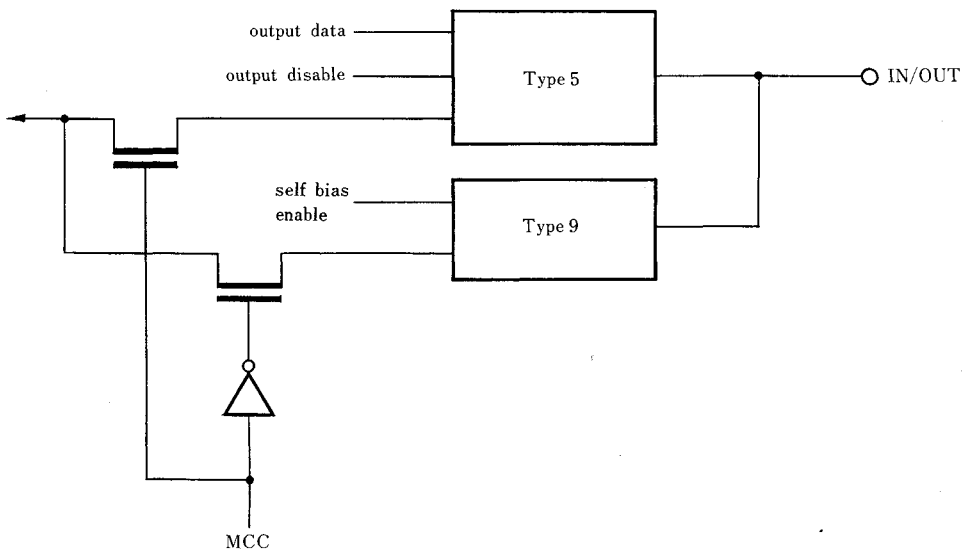 output data
output disable
Type 5
IN/OUT
self bias
enable
Type 9
MCC